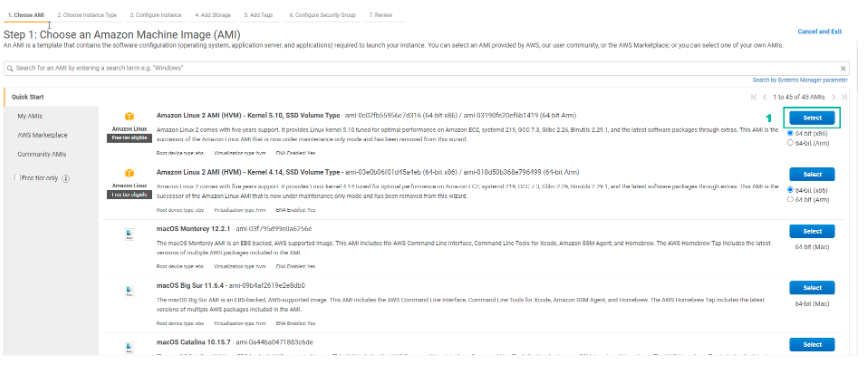 1. Choose AMI 2. Choose Instance Type 3. Configure Instance 4. Add Storage 5. Add Tags 6. Configure Security Group 7. Review
Step 1: Choose an Amazon Machine Image (AMI)
Cancel and Exit
An AMI is a template that contains the software configuration (operating system, application server, and applications) required to launch your instance. You can select an AMI provided by AWS, our user community, or the AWS Marketplace; or you can select one of your own AMIs.
Search for an AMI by entering a search term e.g. "Windows"
Search by Systems Manager parameter
Quick Start
1 to 45 of 45 AMIs
My AMIs
AWS Marketplace
Community AMIs
Free tier only
Amazon Linux
Free tier eligible
Amazon Linux 2 AMI (HVM) - Kernel 5.10, SSD Volume Type - ami-0c02fb55956c7d316 (64-bit x86) / ami-03190fe20ef6b1419 (64-bit Arm)
Amazon Linux 2 comes with five years support. It provides Linux kernel 5.10 tuned for optimal performance on Amazon EC2, systemd 219, GCC 7.3, Glibc 2.26, Binutils 2.29.1, and the latest software packages through extras. This AMI is the
successor of the Amazon Linux AMI that is now under maintenance only mode and has been removed from this wizard.
Root device type: ebs Virtualization type: hvm ENA Enabled: Yes
1
Select
64-bit (x86)
64-bit (Arm)
Amazon Linux
Free tier eligible
Amazon Linux 2 AMI (HVM) - Kernel 4.14, SSD Volume Type - ami-03e0b06f01d45a4eb (64-bit x86) / ami-018d50b368e796499 (64-bit Arm)
Amazon Linux 2 comes with five years support. It provides Linux kernel 4.14 tuned for optimal performance on Amazon EC2, systemd 219, GCC 7.3, Glibc 2.26, Binutils 2.29.1, and the latest software packages through extras. This AMI is the
successor of the Amazon Linux AMI that is now under maintenance only mode and has been removed from this wizard.
Root device type: ebs Virtualization type: hvm ENA Enabled: Yes
Select
64-bit (x86)
64-bit (Arm)
macOS Monterey 12.2.1 - ami-03f795d99e0a6256e
The macOS Monterey AMI is an EBS backed, AWS supported image. This AMI includes the AWS Command Line Interface, Command Line Tools for Xcode, Amazon SSM Agent, and Homebrew. The AWS Homebrew Tap includes the latest
versions of multiple AWS packages included in the AMI.
Root device type: ebs Virtualization type: hvm ENA Enabled: Yes
Select
64-bit (Mac)
macOS Big Sur 11.6.4 - ami-09b4af2619e2e8db0
The macOS Big Sur AMI is an EBS-backed, AWS-supported image. This AMI includes the AWS Command Line Interface, Command Line Tools for Xcode, Amazon SSM Agent, and Homebrew. The AWS Homebrew Tap includes the latest
versions of multiple AWS packages included in the AMI.
Root device type: ebs Virtualization type: hvm ENA Enabled: Yes
Select
64-bit (Mac)
macOS Catalina 10.15.7 - ami-0a44ba0471883c6de
Select